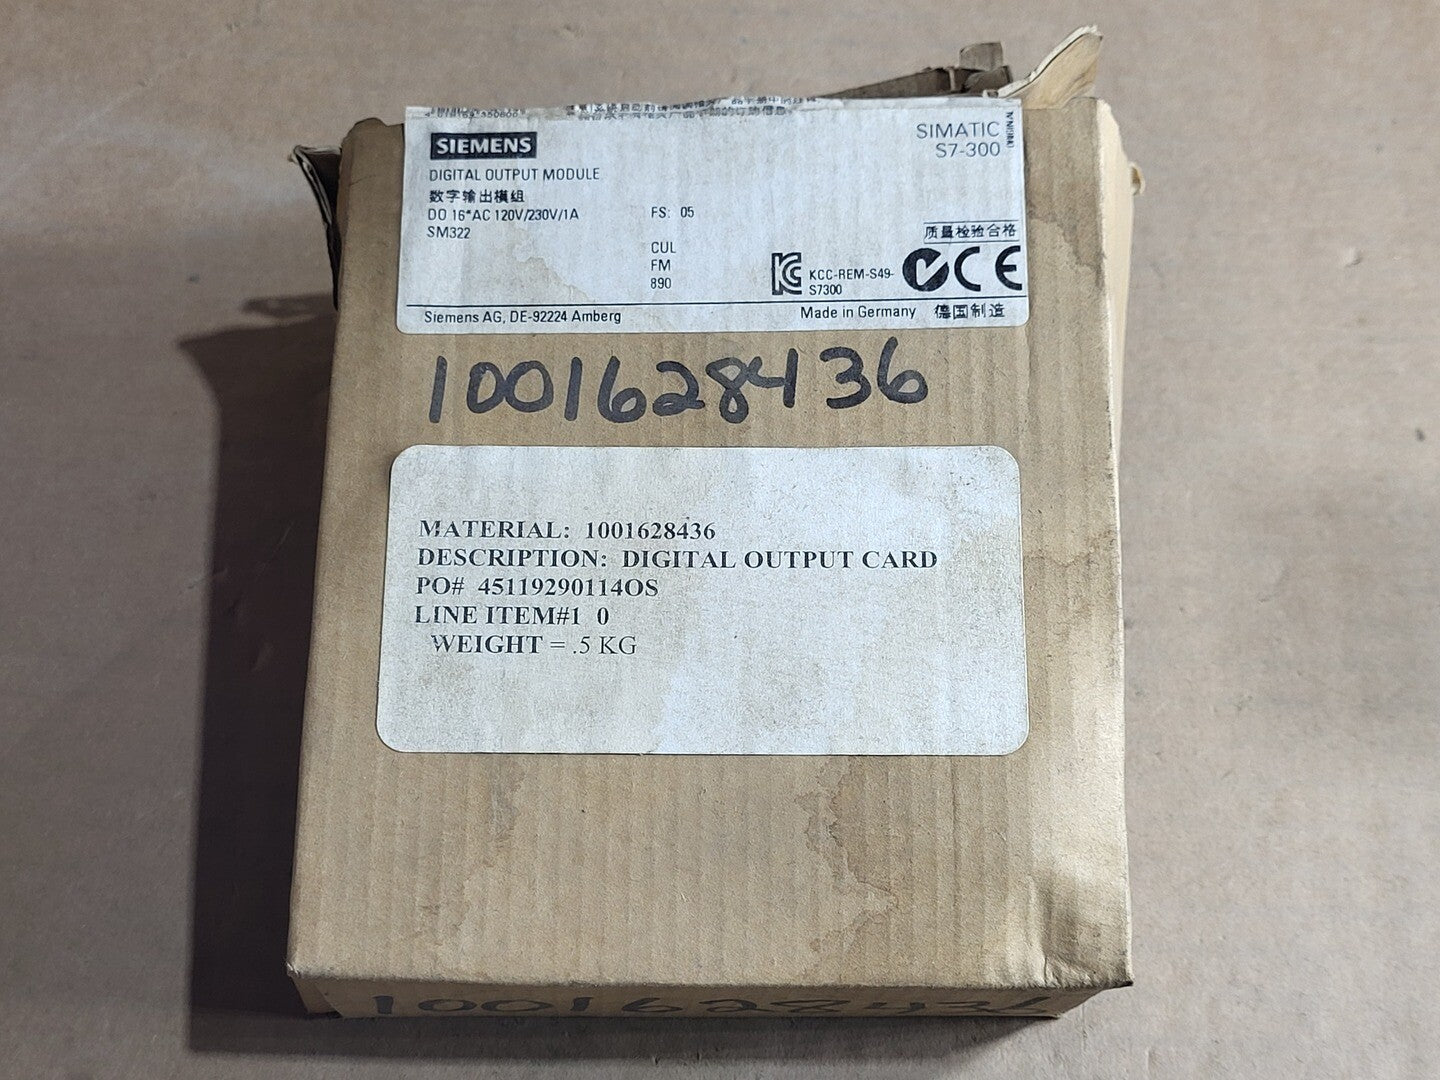 SIEMENS
SIMATIC
S7-300
DIGITAL OUTPUT MODULE
数字输出模组
DO 16*AC 120V/230V/1A
FS: 05
SM322
CUL
FM
890
质量检验合格
KCC-REM-S49-
S7300
CE
Siemens AG, DE-92224 Amberg
Made in Germany 德国制造
1001628436
MATERIAL: 1001628436
DESCRIPTION: DIGITAL OUTPUT CARD
PO# 45119290114OS
LINE ITEM#1 0
WEIGHT = .5 KG
1001628436